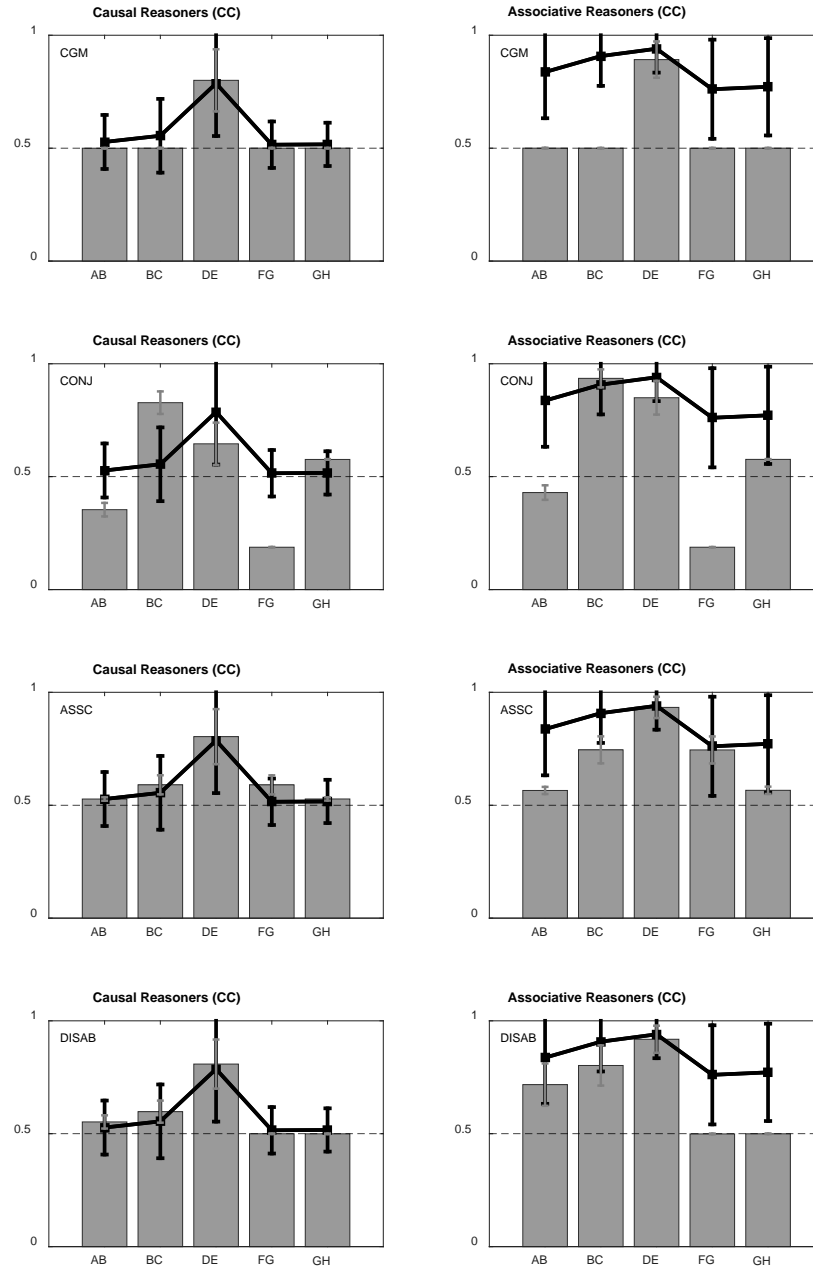 Causal Reasoners (CC)
1
CGM
0.5
0
AB BC DE FG GH
Associative Reasoners (CC)
1
CGM
0.5
0
AB BC DE FG GH
Causal Reasoners (CC)
1
CONJ
0.5
0
AB BC DE FG GH
Associative Reasoners (CC)
1
CONJ
0.5
0
AB BC DE FG GH
Causal Reasoners (CC)
1
ASSC
0.5
0
AB BC DE FG GH
Associative Reasoners (CC)
1
ASSC
0.5
0
AB BC DE FG GH
Causal Reasoners (CC)
1
DISAB
0.5
0
AB BC DE FG GH
Associative Reasoners (CC)
1
DISAB
0.5
0
AB BC DE FG GH